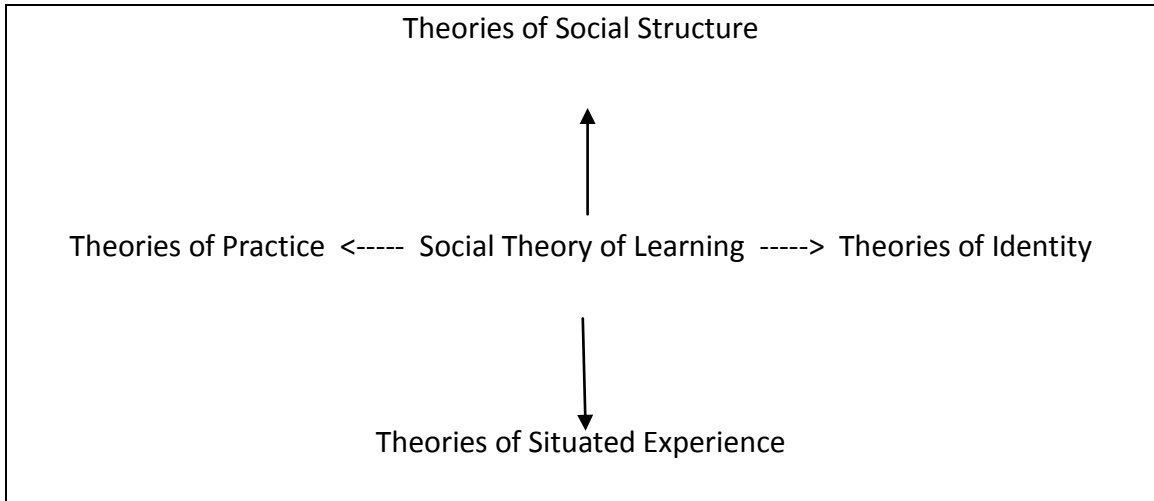 Theories of Social Structure
Theories of Practice <----- Social Theory of Learning -----> Theories of Identity
Theories of Situated Experience